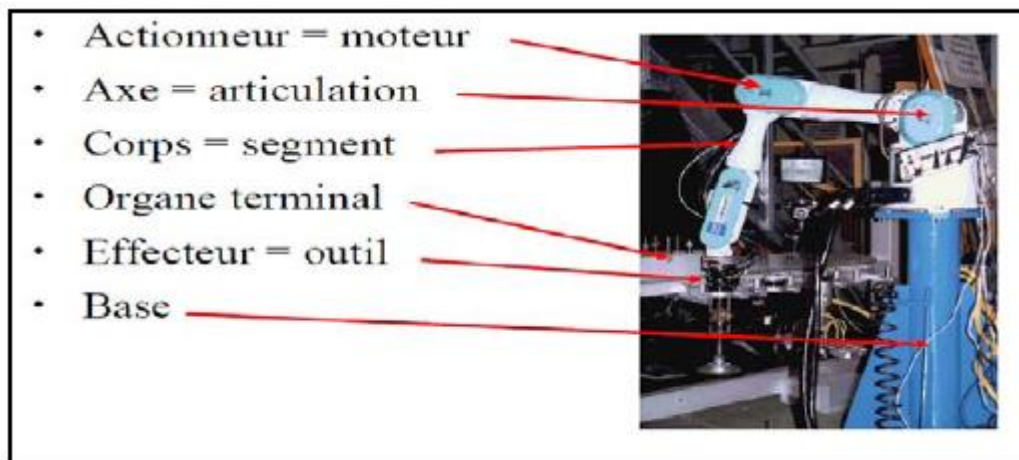 • Actionneur = moteur
• Axe = articulation
• Corps = segment
• Organe terminal
• Effecteur = outil
• Base